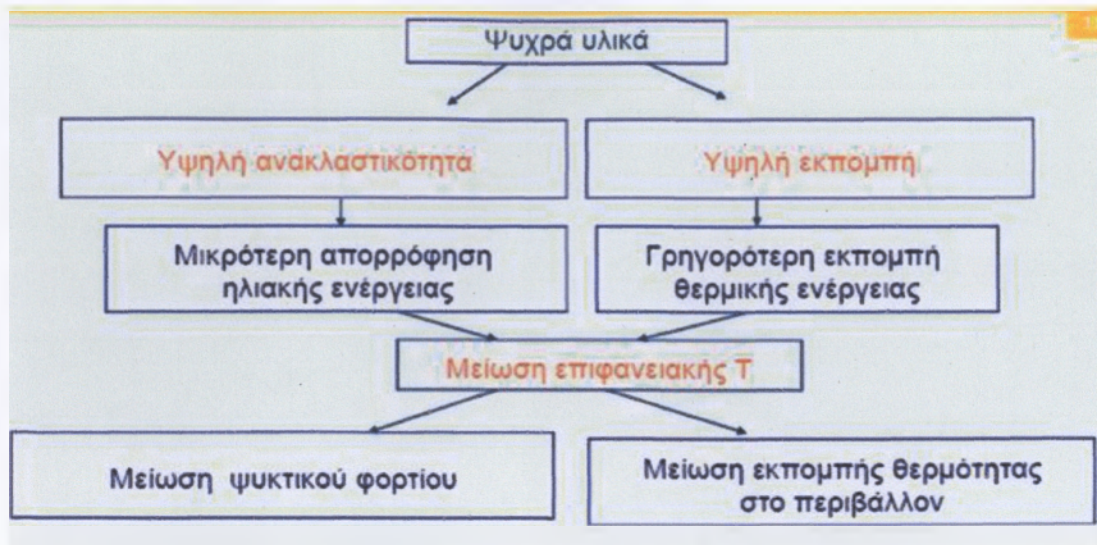 Ψυχρά υλικά
Υψηλή ανακλαστικότητα
Υψηλή εκπομπή
Μικρότερη απορρόφηση
ηλιακής ενέργειας
Γρηγορότερη εκπομπή
θερμικής ενέργειας
Μείωση επιφανειακής Τ
Μείωση ψυκτικού φορτίου
Μείωση εκπομπής θερμότητας
στο περιβάλλον